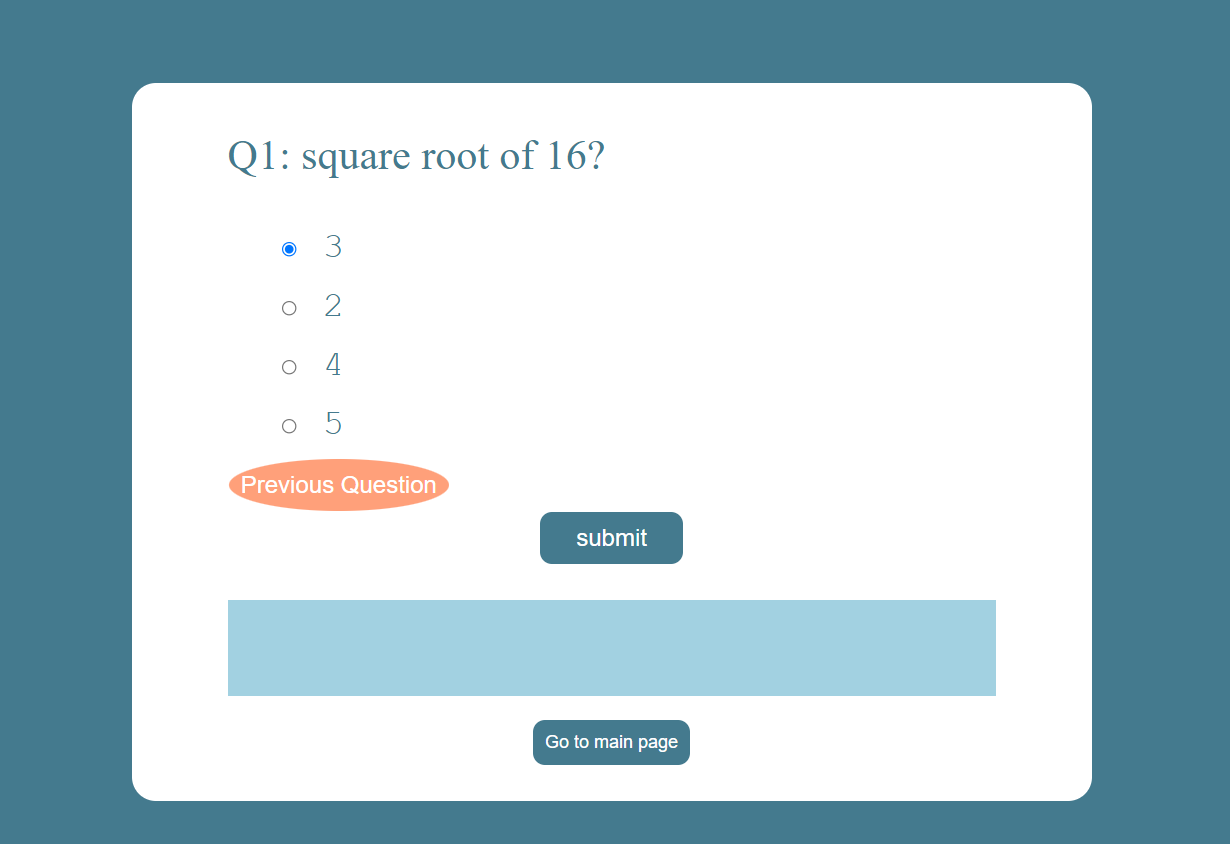 Q1: square root of 16?
3
2
4
5
Previous Question
submit
Go to main page